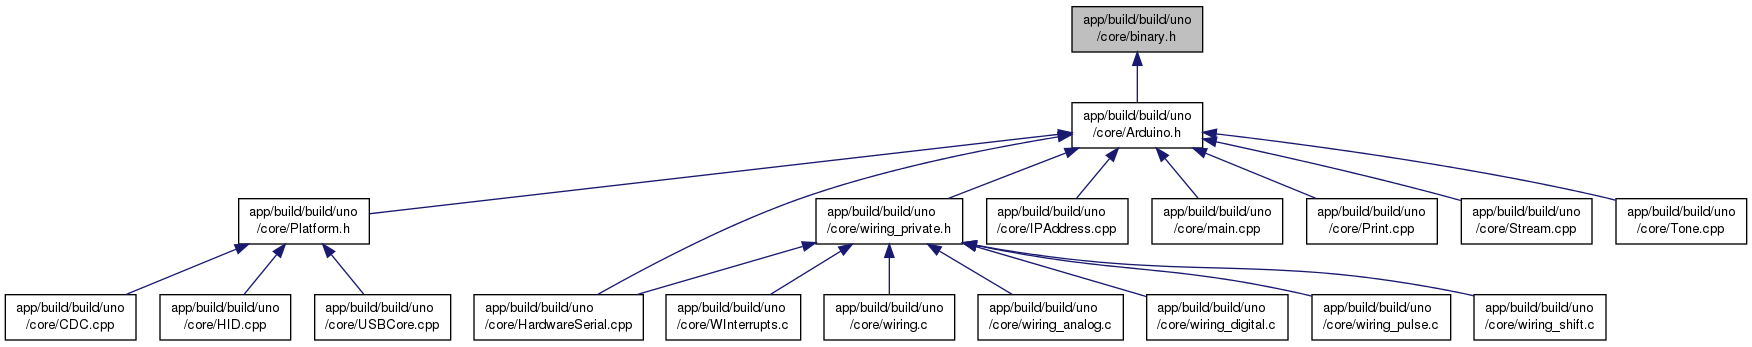 app/build/build/uno
/core/binary.h
app/build/build/uno
/core/Arduino.h
app/build/build/uno
/core/Platform.h
app/build/build/uno
/core/wiring_private.h
app/build/build/uno
/core/IPAddress.cpp
app/build/build/uno
/core/main.cpp
app/build/build/uno
/core/Print.cpp
app/build/build/uno
/core/Stream.cpp
app/build/build/uno
/core/Tone.cpp
app/build/build/uno
/core/CDC.cpp
app/build/build/uno
/core/HID.cpp
app/build/build/uno
/core/USBCore.cpp
app/build/build/uno
/core/HardwareSerial.cpp
app/build/build/uno
/core/WInterrupts.c
app/build/build/uno
/core/wiring.c
app/build/build/uno
/core/wiring_analog.c
app/build/build/uno
/core/wiring_digital.c
app/build/build/uno
/core/wiring_pulse.c
app/build/build/uno
/core/wiring_shift.c